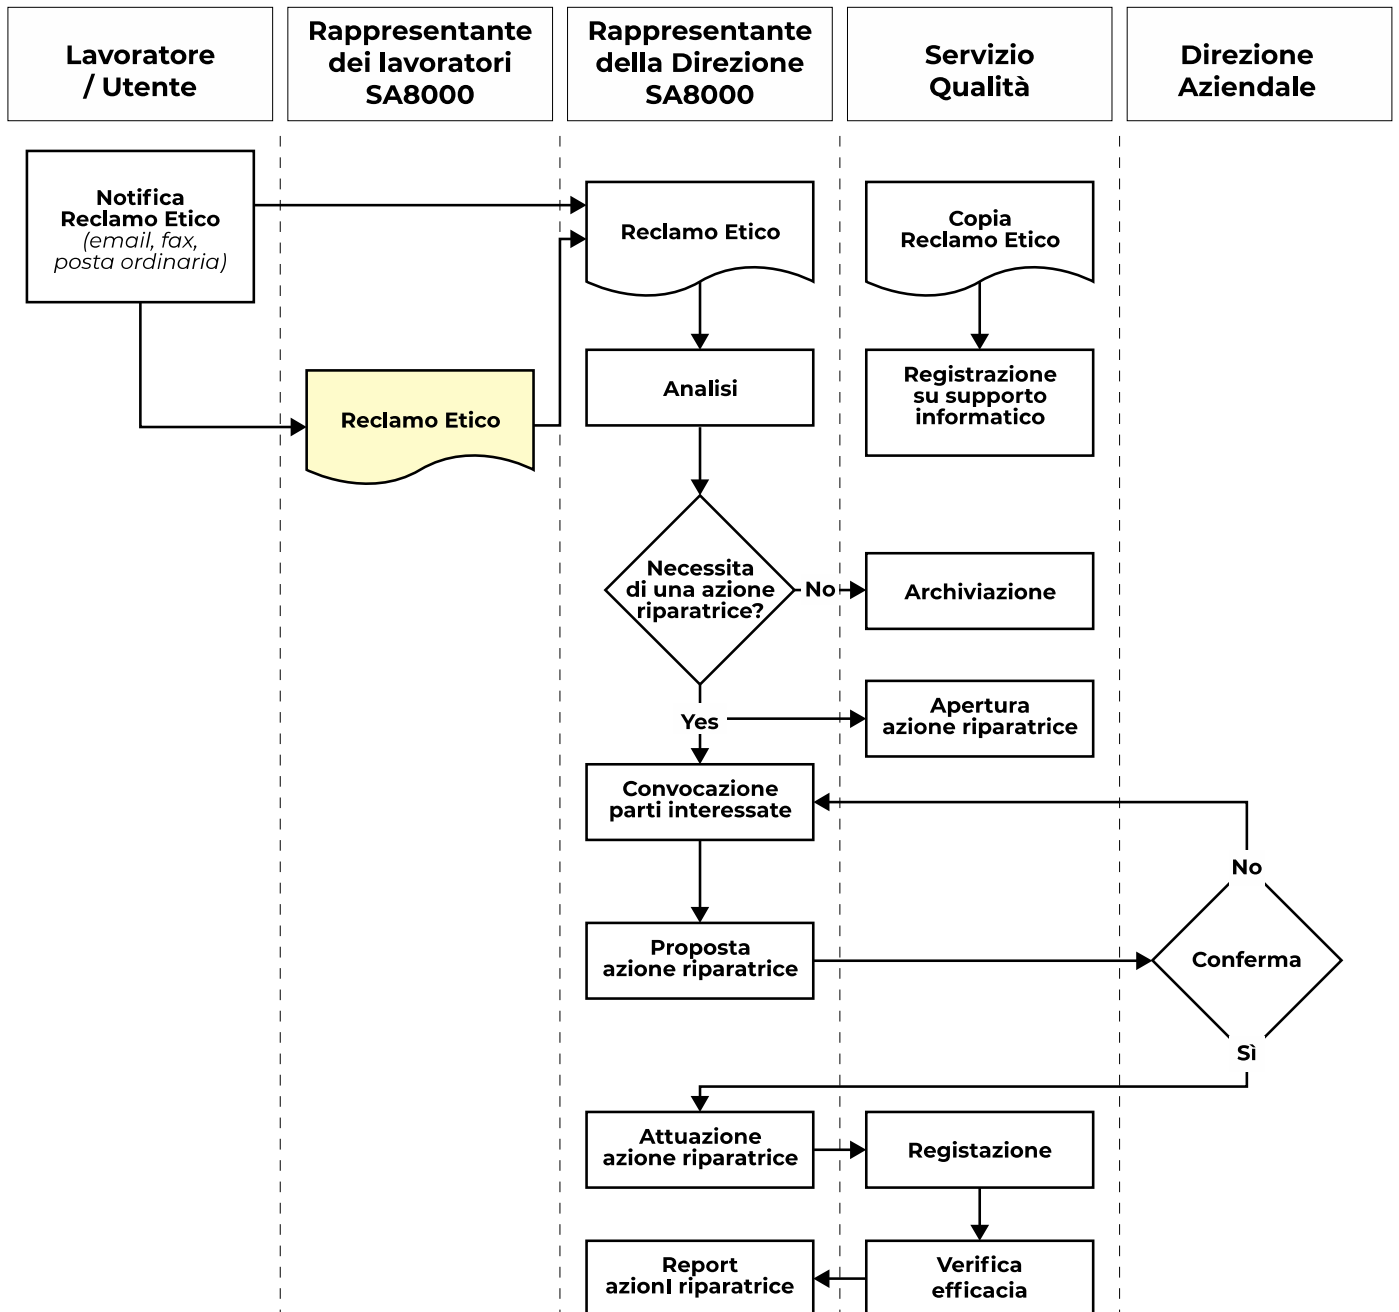 Lavoratore
/ Utente
Rappresentante
dei lavoratori
SA8000
Rappresentante
della Direzione
SA8000
Servizio
Qualità
Direzione
Aziendale
Notifica
Reclamo Etico
(email, fax,
posta ordinaria)
Reclamo Etico
Copia
Reclamo Etico
Analisi
Registrazione
su supporto
informatico
Reclamo Etico
Necessita
di una azione
riparatrice?
No
Archiviazione
Yes
Apertura
azione riparatrice
Convocazione
parti interessate
No
Proposta
azione riparatrice
Conferma
Sì
Attuazione
azione riparatrice
Registazione
Report
azionI riparatrice
Verifica
efficacia